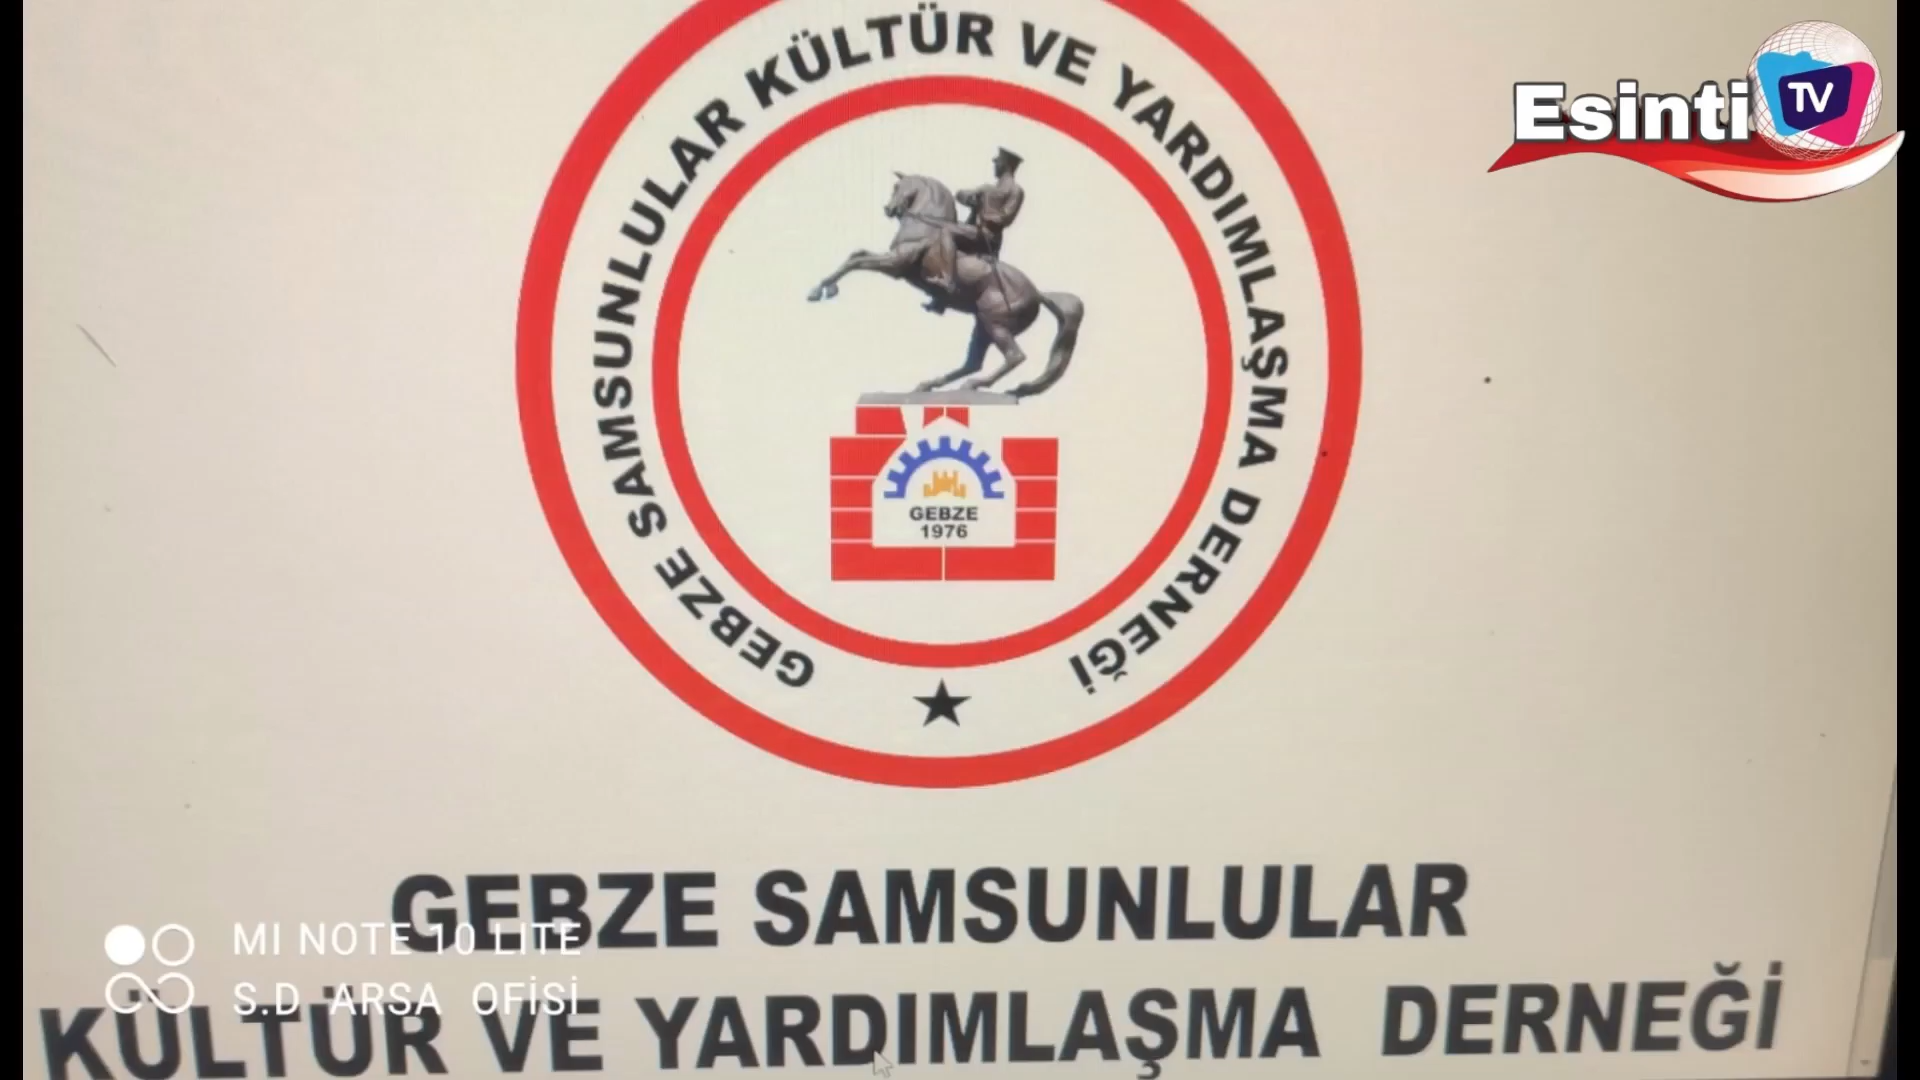 GEBZE SAMSUNLULAR KÜLTÜR VE YARDIMLAŞMA DERNEĞİ
Esinti TV
GEBZE
1976
GEBZE SAMSUNLULAR
KÜLTÜR VE YARDIMLAŞMA DERNEĞİ
MI NOTE 10 LITE
S.D ARSA OFİSİ